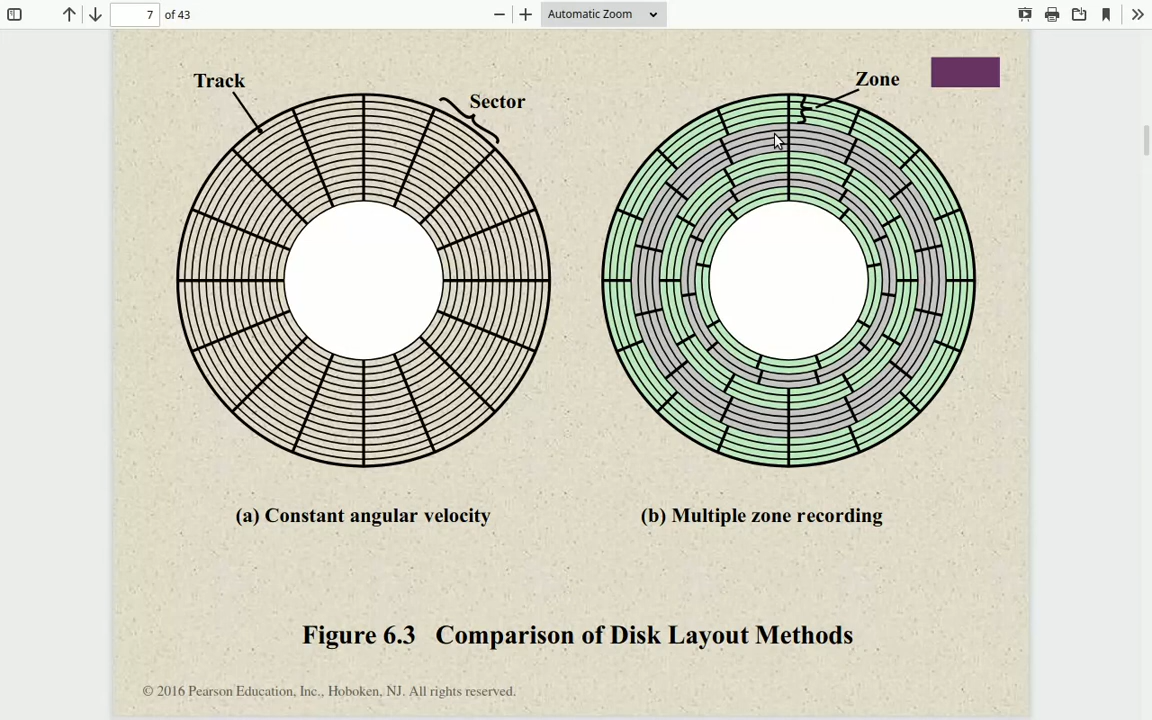 7 of 43 Automatic Zoom
Track
Sector
Zone
(a) Constant angular velocity
(b) Multiple zone recording
Figure 6.3 Comparison of Disk Layout Methods
© 2016 Pearson Education, Inc., Hoboken, NJ. All rights reserved.